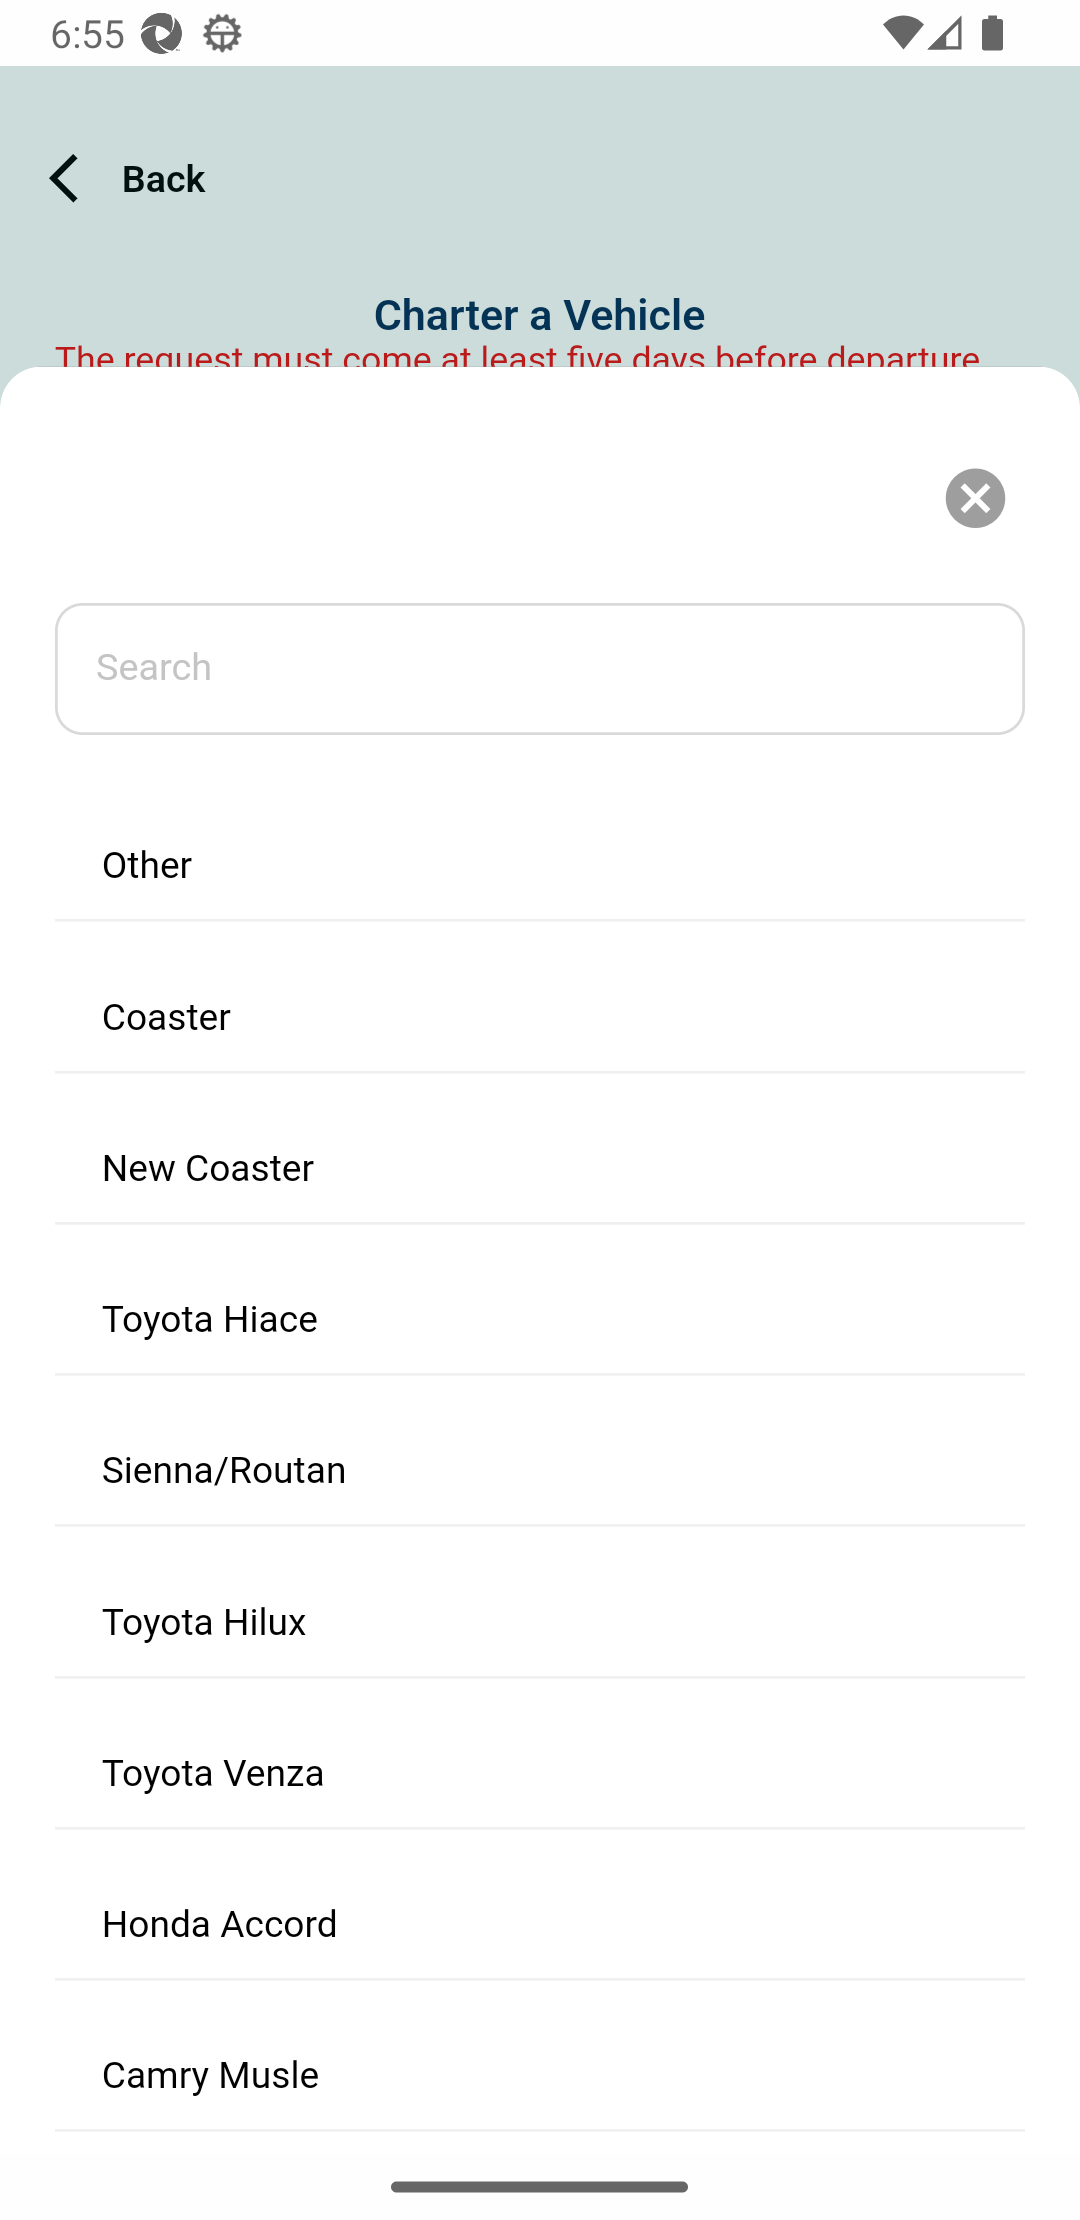 6:55
Back
Charter a Vehicle
The request must come at least five days before departure
Search
Other
Coaster
New Coaster
Toyota Hiace
Sienna/Routan
Toyota Hilux
Toyota Venza
Honda Accord
Camry Musle